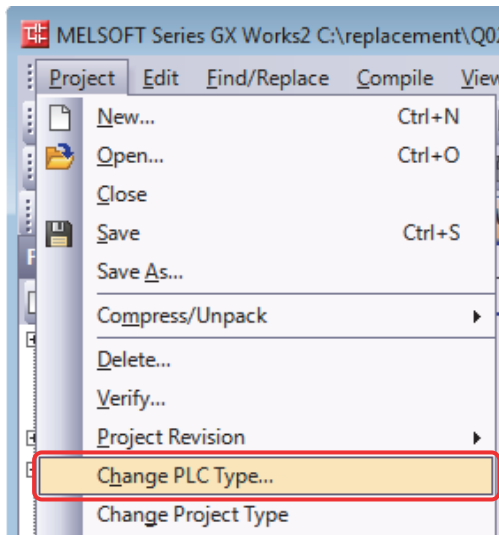 MELSOFT Series GX Works2 C:\replacement\Q0
Project Edit Find/Replace Compile View
New... Ctrl+N
Open... Ctrl+O
Close
Save Ctrl+S
Save As...
Compress/Unpack
Delete...
Verify...
Project Revision
Change PLC Type...
Change Project Type